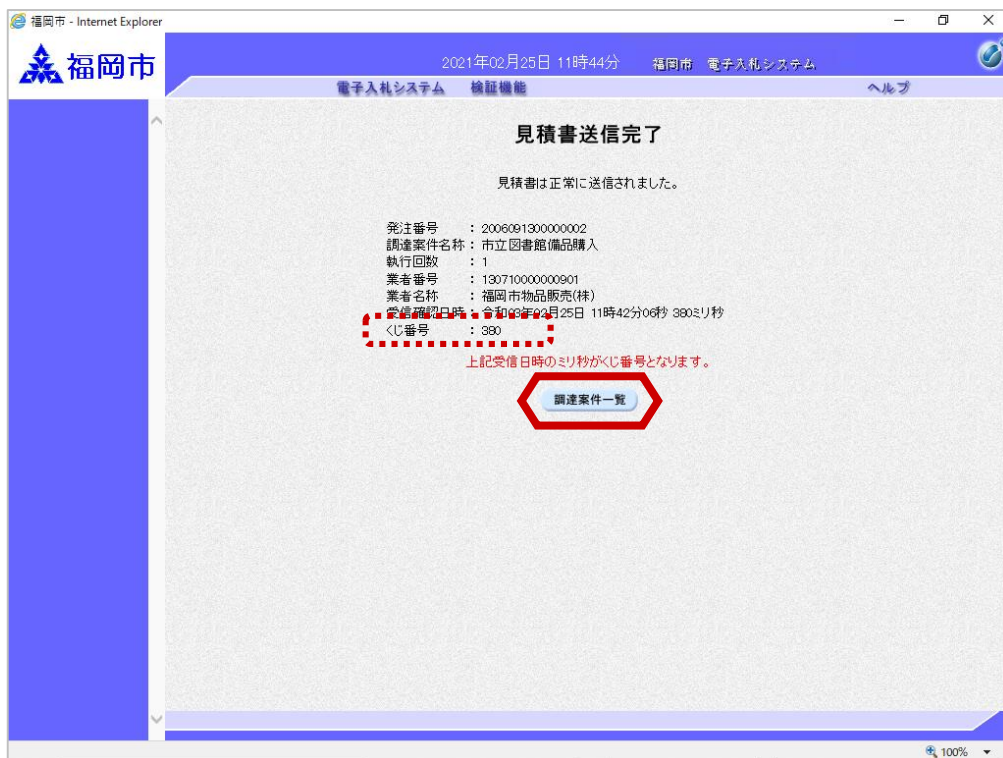 福岡市 - Internet Explorer
福岡市
2021年02月25日 11時44分 福岡市 電子入札システム
電子入札システム 検証機能 ヘルプ
見積書送信完了
見積書は正常に送信されました。
発注番号 : 2006091300000002
調達案件名称 : 市立図書館備品購入
執行回数 : 1
業者番号 : 130710000000901
業者名称 : 福岡市物品販売(株)
受信確認日時 : 令和03年02月25日 11時42分06秒 380ミリ秒
くじ番号 : 380
上記受信日時のミリ秒がくじ番号となります。
調達案件一覧
100%